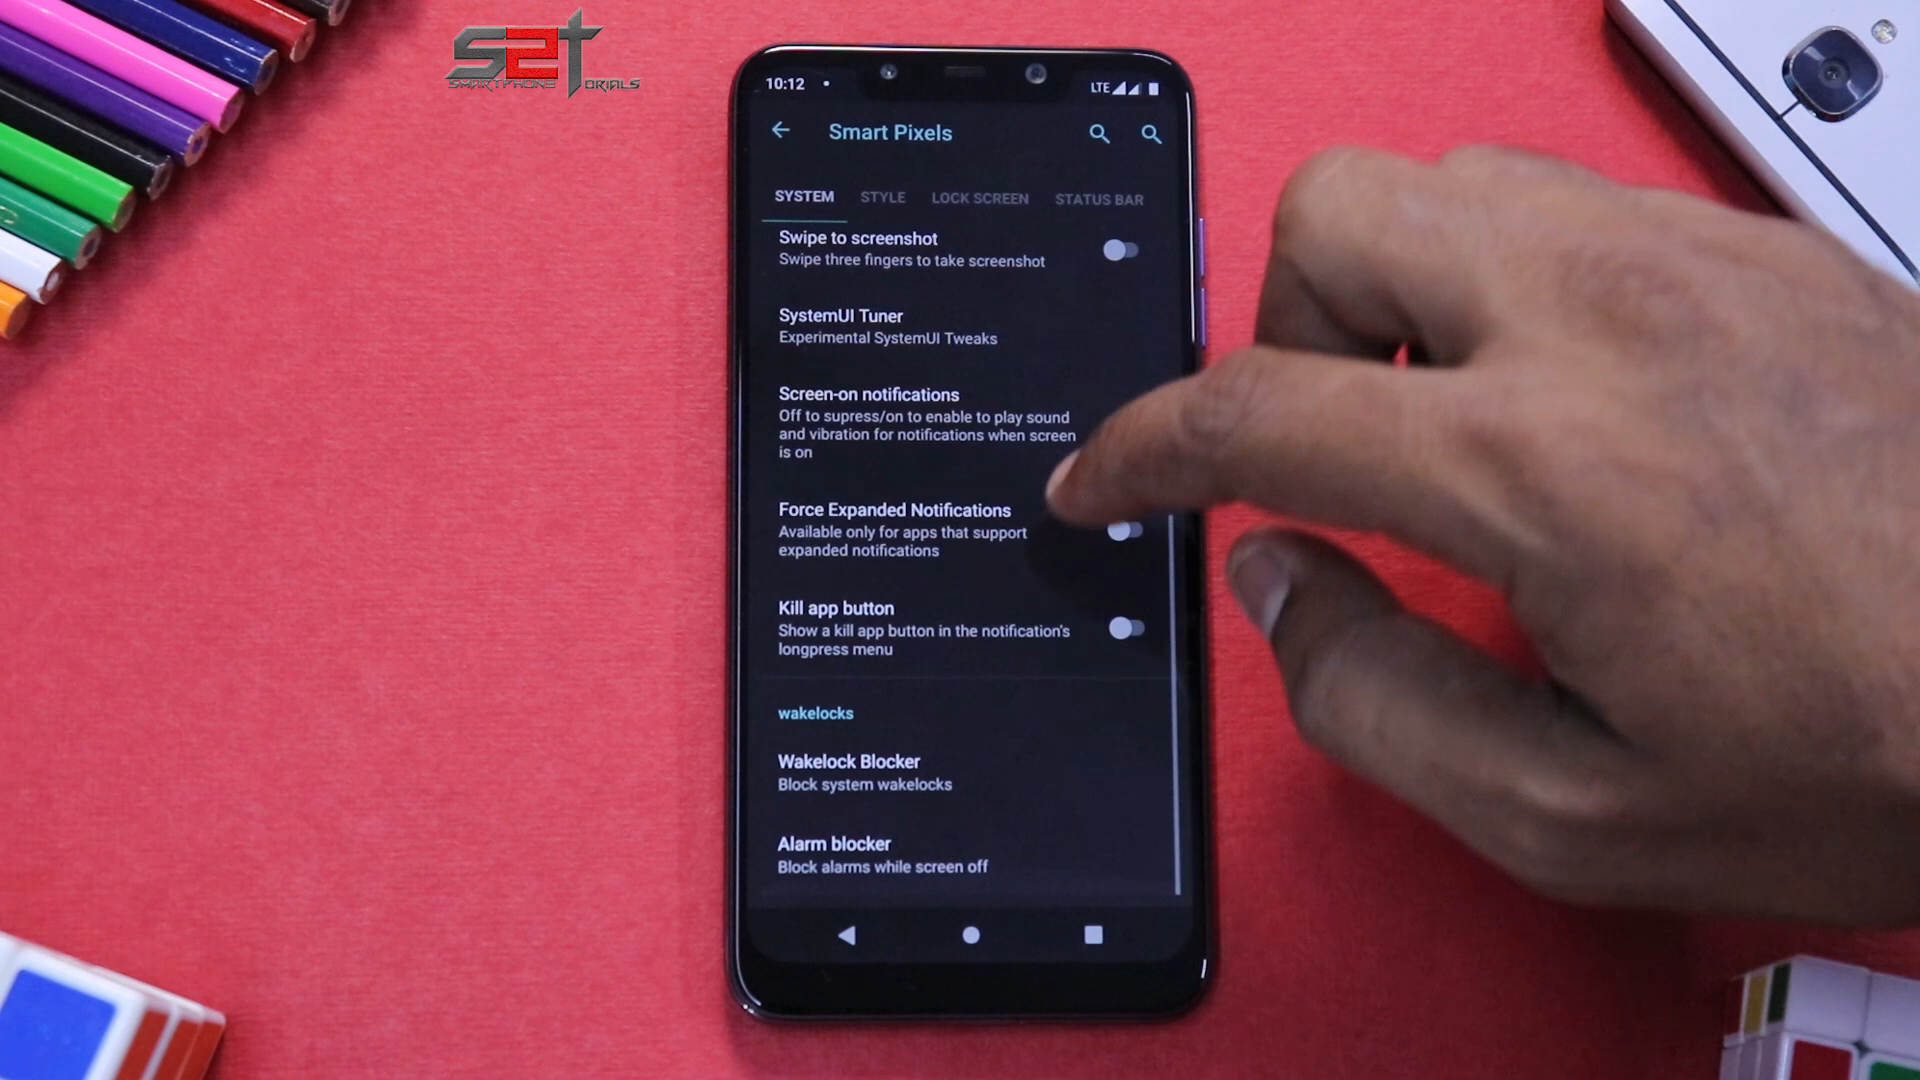 S2T
SMARTPHONE TORIALS
10:12
LTE
Smart Pixels
SYSTEM STYLE LOCK SCREEN STATUS BAR
Swipe to screenshot
Swipe three fingers to take screenshot
SystemUI Tuner
Experimental SystemUI Tweaks
Screen-on notifications
Off to supress/on to enable to play sound
and vibration for notifications when screen
is on
Force Expanded Notifications
Available only for apps that support
expanded notifications
Kill app button
Show a kill app button in the notification's
longpress menu
wakelocks
Wakelock Blocker
Block system wakelocks
Alarm blocker
Block alarms while screen off